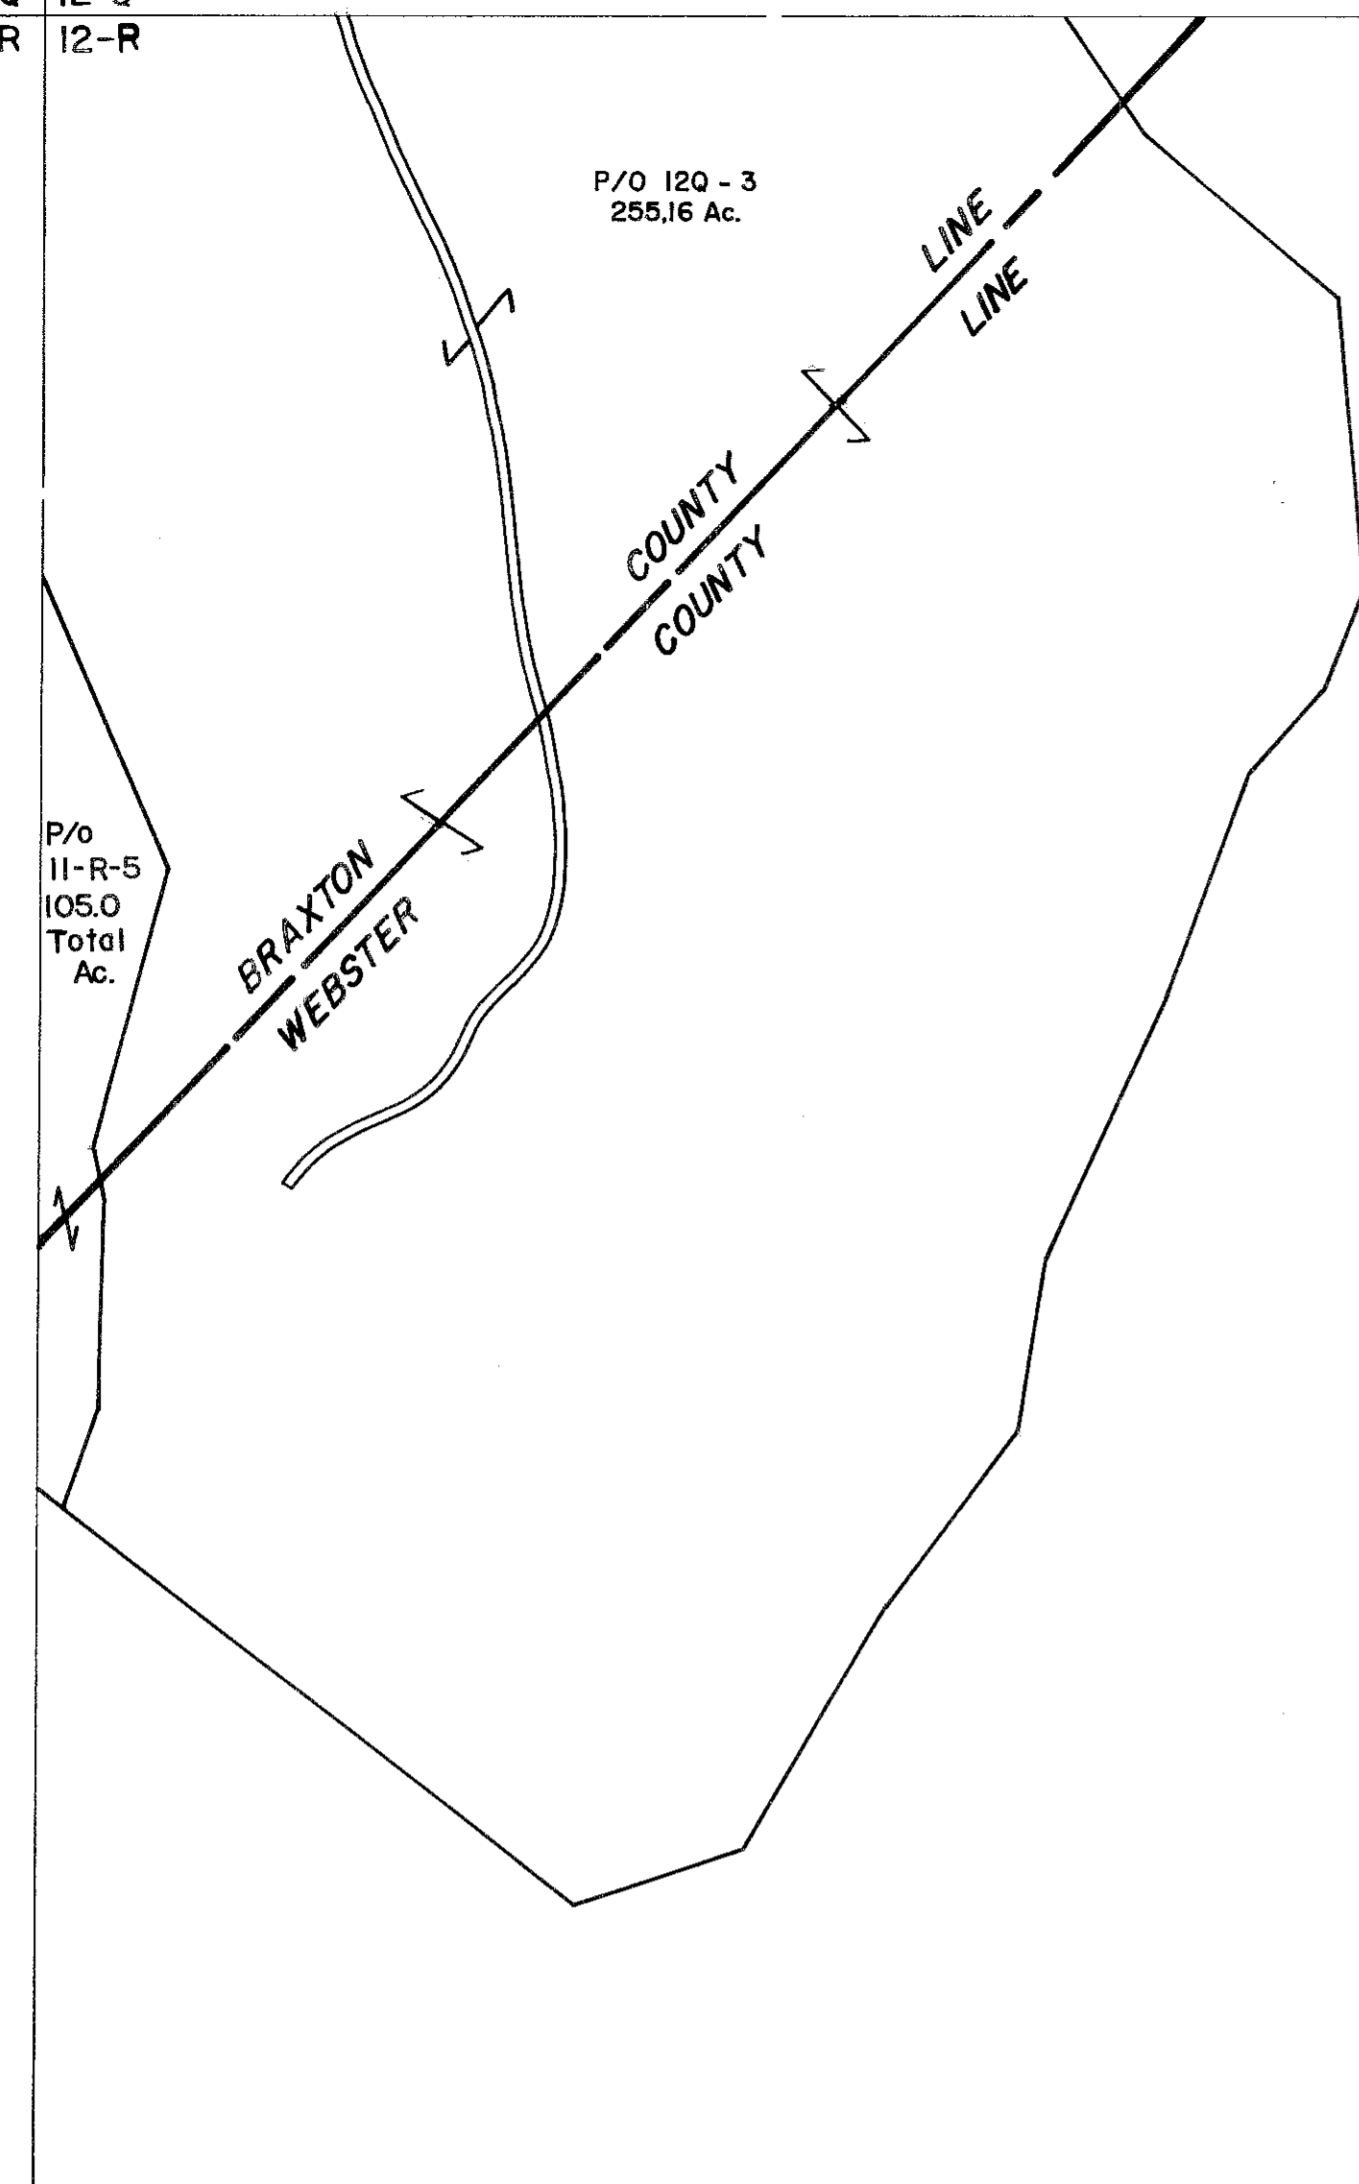 12-Q
R 12-R
P/O 12Q - 3
255,16 Ac.
LINE
LINE
COUNTY
COUNTY
P/o
11-R-5
105.0
Total
Ac.
BRAXTON
WEBSTER